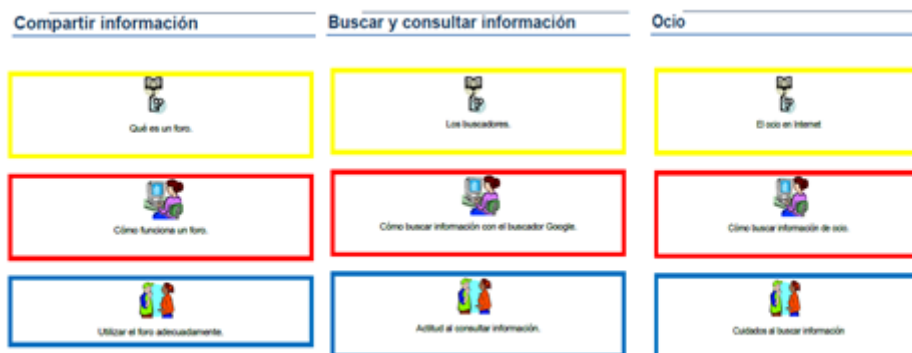 Compartir información
Qué es un foro.
Cómo funciona un foro.
Utilizar el foro adecuadamente.
Buscar y consultar información
Los buscadores.
Cómo buscar información con el buscador Google.
Actitud al consultar información.
Ocio
El ocio en Internet
Cómo buscar información de ocio.
Cuidados al buscar información